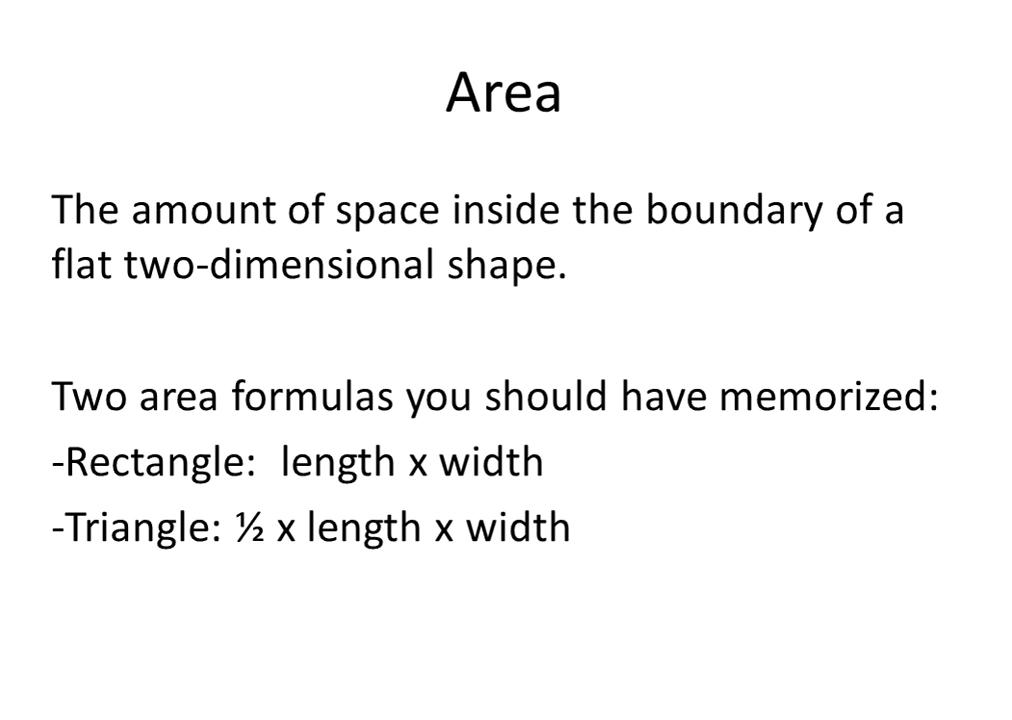 Area
The amount of space inside the boundary of a
flat two-dimensional shape.
Two area formulas you should have memorized:
-Rectangle:  length x width
-Triangle: ½ x length x width